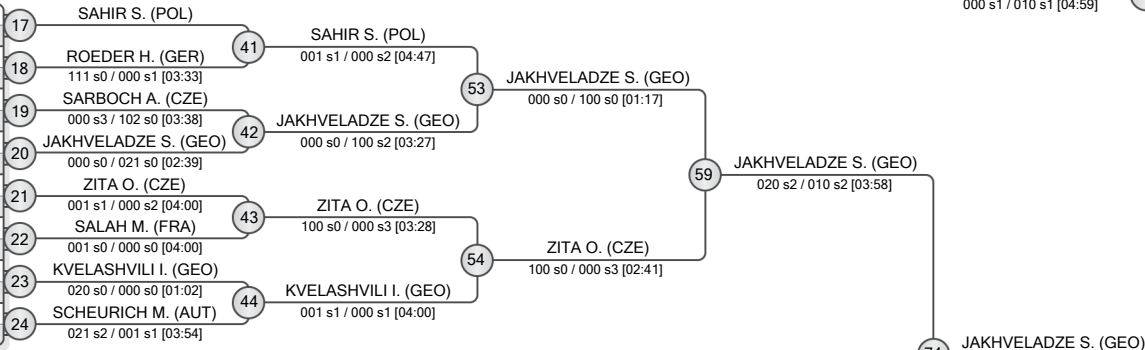 000 s1 / 010 s1 [04:59]
17
SAHIR S. (POL)
18
ROEDER H. (GER)
111 s0 / 000 s1 [03:33]
19
SARBOCH A. (CZE)
000 s3 / 102 s0 [03:38]
20
JAKHVELADZE S. (GEO)
000 s0 / 021 s0 [02:39]
21
ZITA O. (CZE)
001 s1 / 000 s2 [04:00]
22
SALAH M. (FRA)
001 s0 / 000 s0 [04:00]
23
KVELASHVILI I. (GEO)
020 s0 / 000 s0 [01:02]
24
SCHEURICH M. (AUT)
021 s2 / 001 s1 [03:54]
41
SAHIR S. (POL)
001 s1 / 000 s2 [04:47]
42
JAKHVELADZE S. (GEO)
000 s0 / 100 s2 [03:27]
43
ZITA O. (CZE)
100 s0 / 000 s3 [03:28]
44
KVELASHVILI I. (GEO)
001 s1 / 000 s1 [04:00]
53
JAKHVELADZE S. (GEO)
000 s0 / 100 s0 [01:17]
54
ZITA O. (CZE)
100 s0 / 000 s3 [02:41]
59
JAKHVELADZE S. (GEO)
020 s2 / 010 s2 [03:58]
JAKHVELADZE S. (GEO)